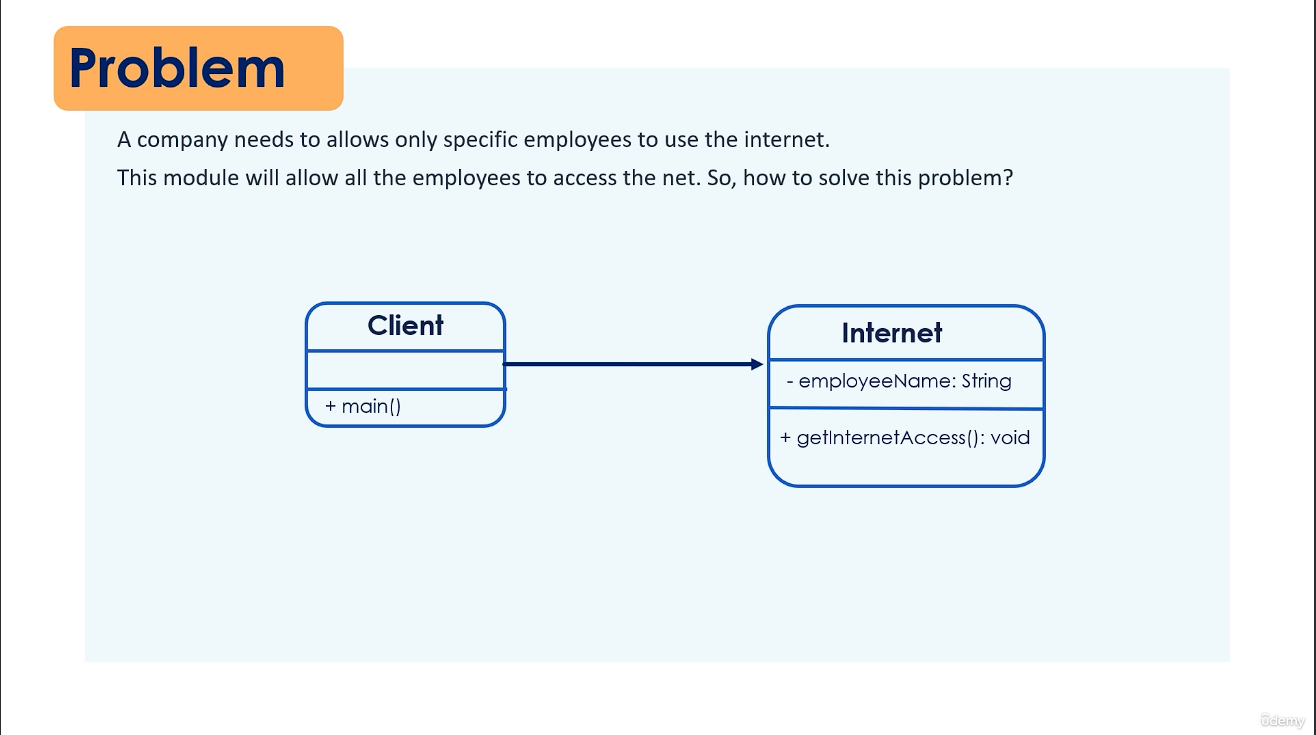 Problem
A company needs to allows only specific employees to use the internet.
This module will allow all the employees to access the net. So, how to solve this problem?
Client
+ main()
Internet
- employeeName: String
+ getInternetAccess(): void
ûdemy